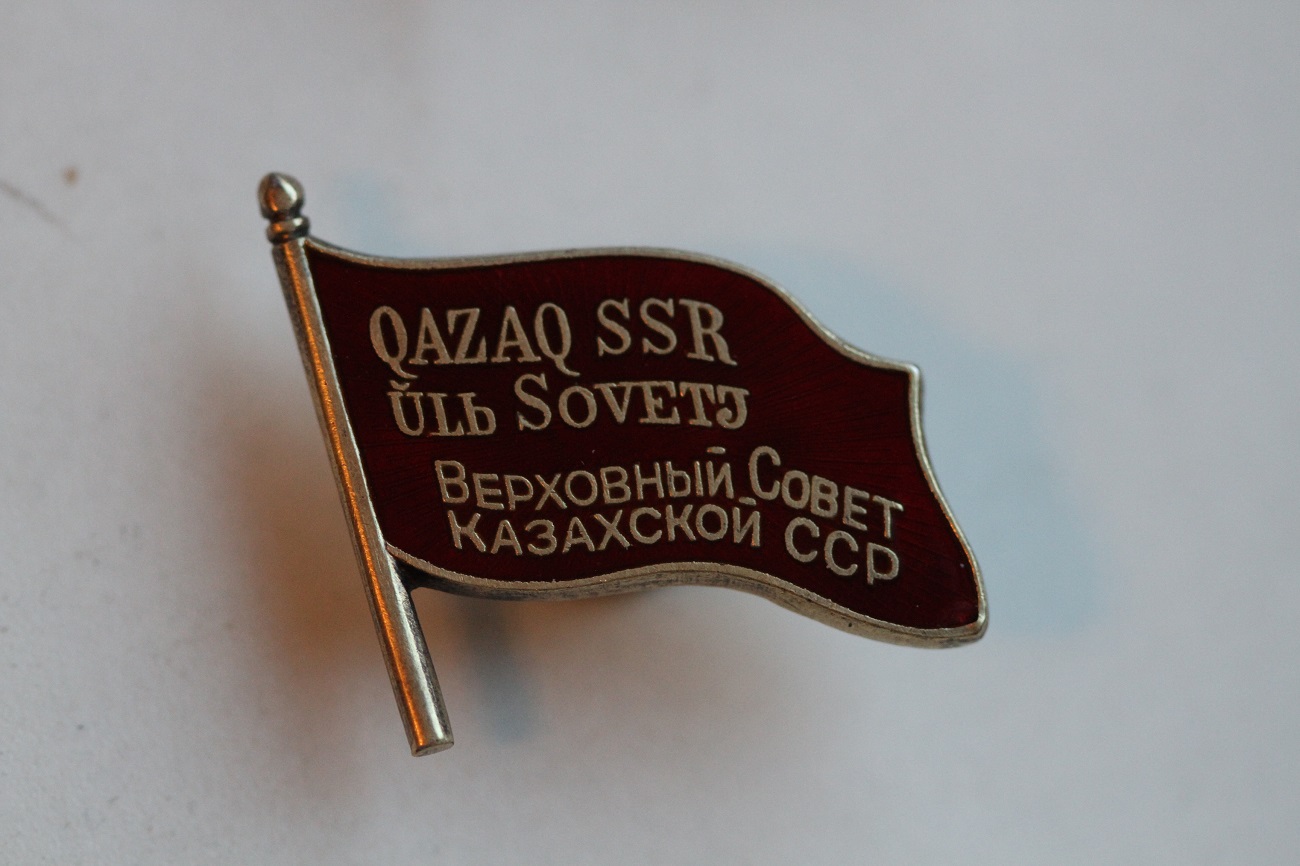 QAZAQ SSR
ŬLЬ SOVETJ
ВЕРХОВНЫЙ СОВЕТ
КАЗАХСКОЙ ССР